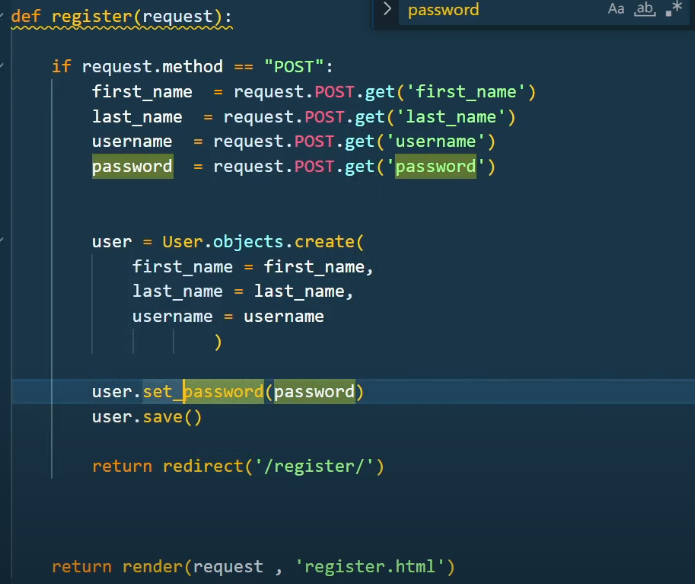 def register(request):
password
Aa ab .*
if request.method == "POST":
first_name = request.POST.get('first_name')
last_name = request.POST.get('last_name')
username = request.POST.get('username')
password = request.POST.get('password')
user = User.objects.create(
first_name = first_name,
last_name = last_name,
username = username
)
user.set_password(password)
user.save()
return redirect('/register/')
return render(request , 'register.html')